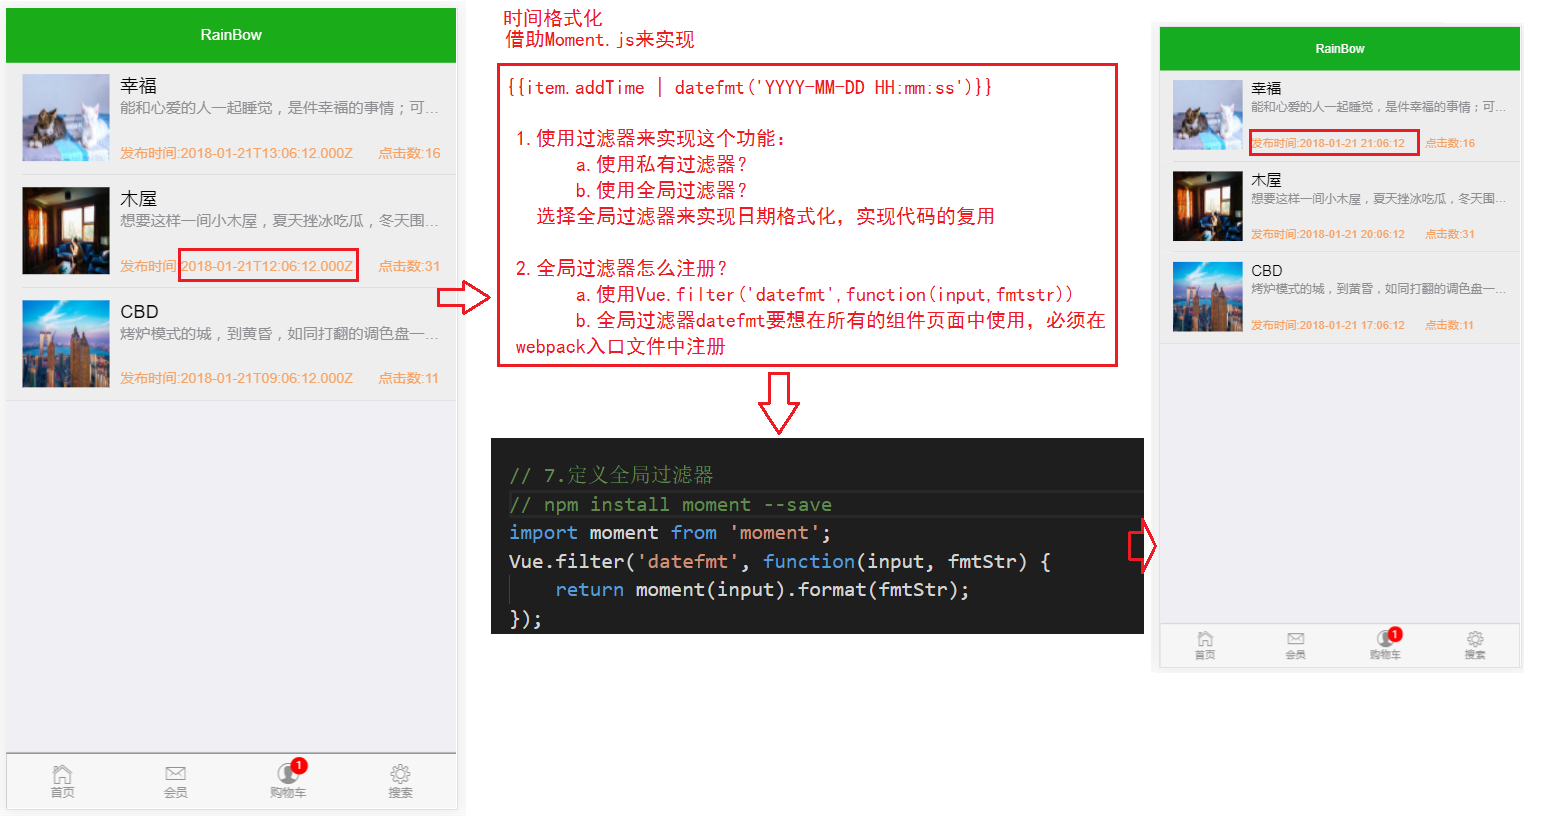 RainBow
幸福
能和心爱的人一起睡觉，是件幸福的事情；可...
发布时间:2018-01-21T13:06:12.000Z 点击数:16
木屋
想要这样一间小木屋，夏天挫冰吃瓜，冬天围...
发布时间:2018-01-21T12:06:12.000Z 点击数:31
CBD
烤炉模式的城，到黄昏，如同打翻的调色盘一...
发布时间:2018-01-21T09:06:12.000Z 点击数:11
首页
会员
1
购物车
搜索
时间格式化
借助Moment.js来实现
{{item.addTime | datefmt('YYYY-MM-DD HH:mm:ss')}}
1.使用过滤器来实现这个功能：
a.使用私有过滤器？
b.使用全局过滤器？
选择全局过滤器来实现日期格式化，实现代码的复用
2.全局过滤器怎么注册？
a.使用Vue.filter('datefmt',function(input,fmtstr))
b.全局过滤器datefmt要想在所有的组件页面中使用，必须在
webpack入口文件中注册
// 7.定义全局过滤器
// npm install moment --save
import moment from 'moment';
Vue.filter('datefmt', function(input, fmtStr) {
return moment(input).format(fmtStr);
});
RainBow
幸福
能和心爱的人一起睡觉，是件幸福的事情；可...
发布时间:2018-01-21 21:06:12 点击数:16
木屋
想要这样一间小木屋，夏天挫冰吃瓜，冬天围...
发布时间:2018-01-21 20:06:12 点击数:31
CBD
烤炉模式的城，到黄昏，如同打翻的调色盘一...
发布时间:2018-01-21 17:06:12 点击数:11
首页
会员
1
购物车
搜索